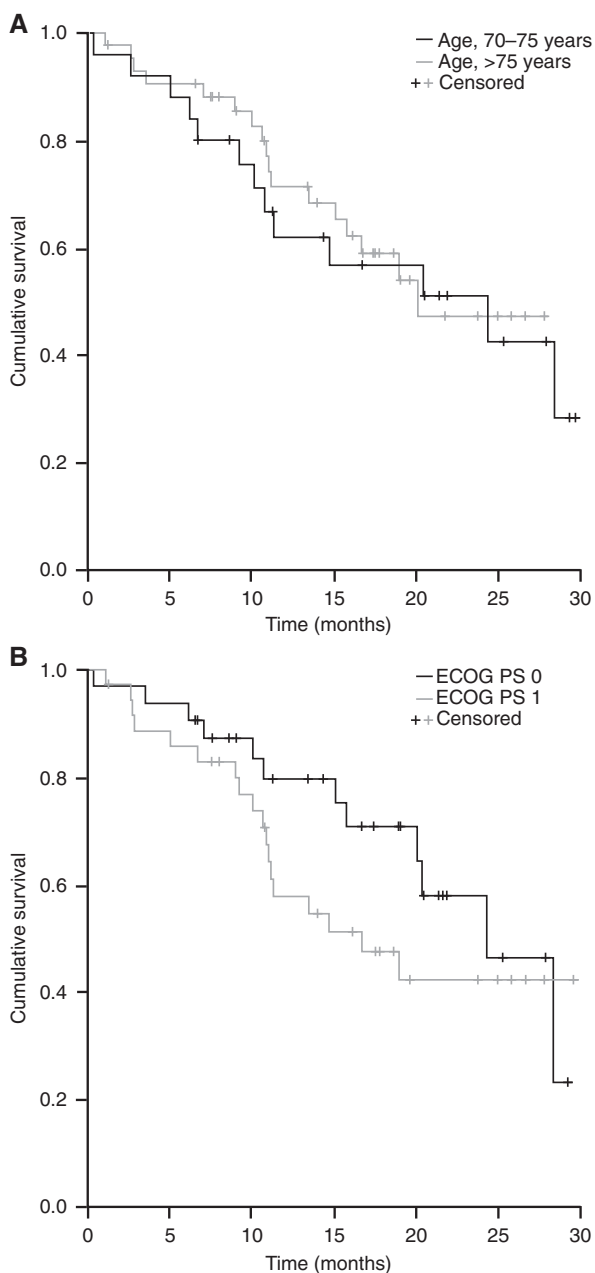 A
Age, 70–75 years
Age, >75 years
Censored
Cumulative survival
1.0
0.8
0.6
0.4
0.2
0.0
0 5 10 15 20 25 30
Time (months)
B
ECOG PS 0
ECOG PS 1
Censored
Cumulative survival
1.0
0.8
0.6
0.4
0.2
0.0
0 5 10 15 20 25 30
Time (months)